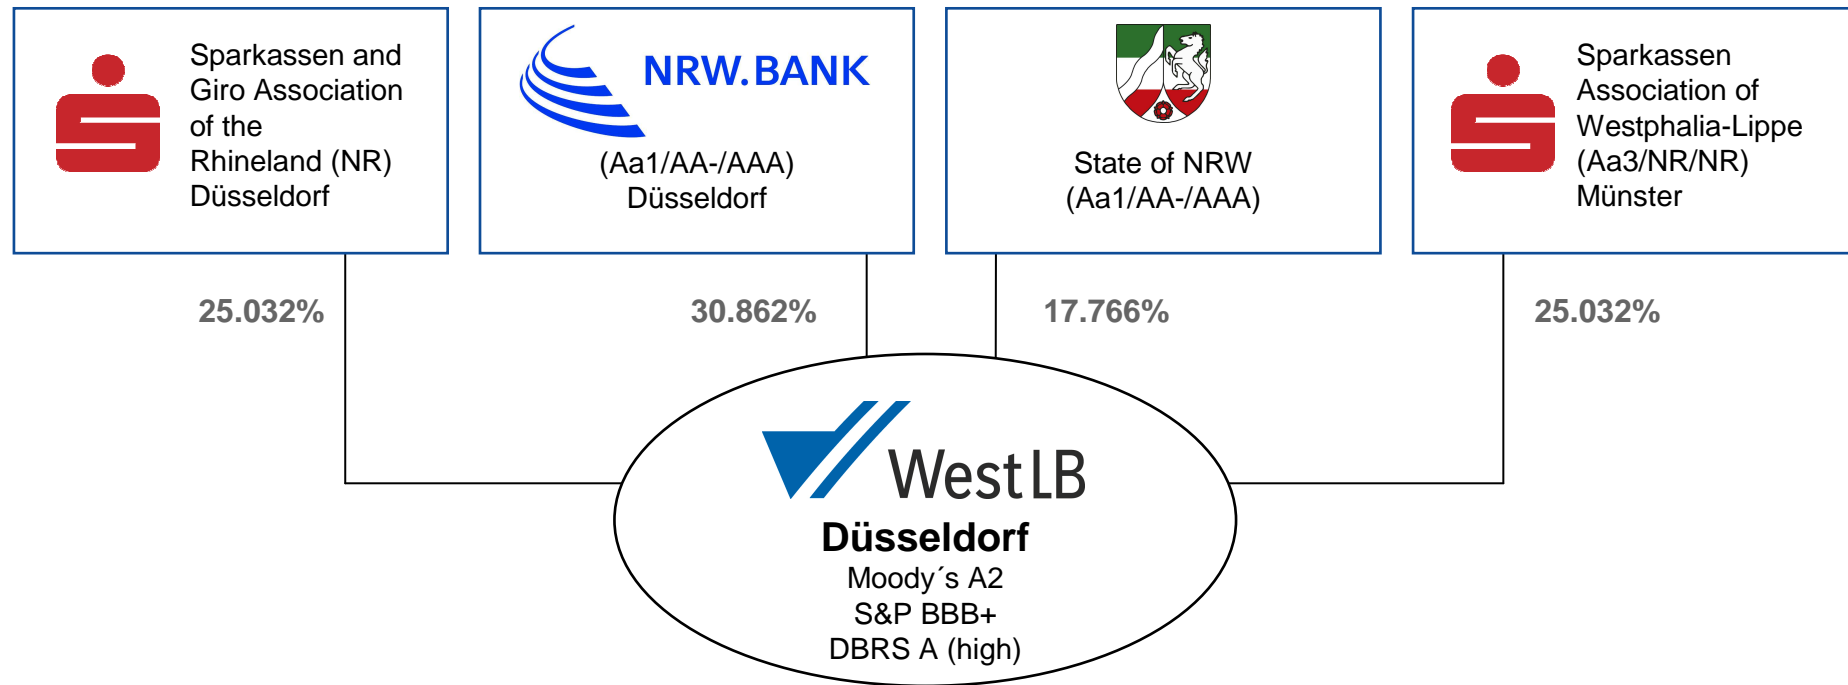 Sparkassen and
Giro Association
of the
Rhineland (NR)
Düsseldorf
NRW.BANK
(Aa1/AA-/AAA)
Düsseldorf
State of NRW
(Aa1/AA-/AAA)
Sparkassen
Association of
Westphalia-Lippe
(Aa3/NR/NR)
Münster
25.032%
30.862%
17.766%
25.032%
WestLB
Düsseldorf
Moody´s A2
S&P BBB+
DBRS A (high)